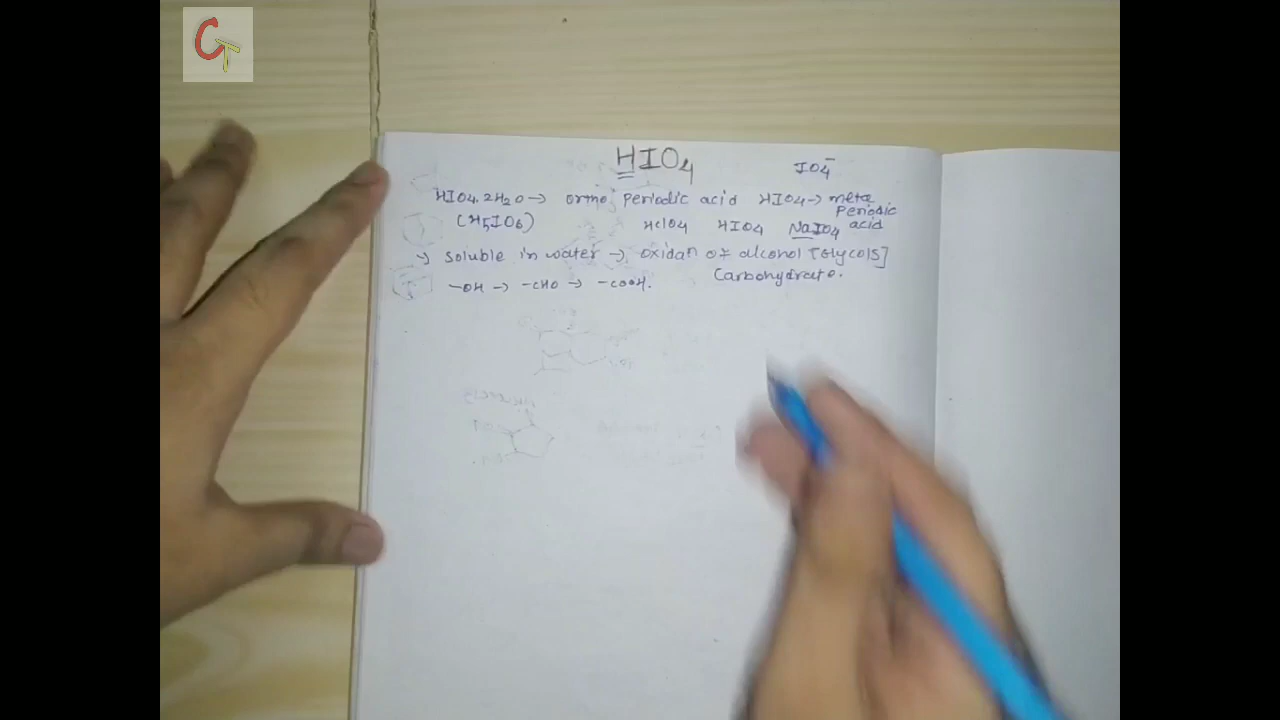 CT
HIO4
IO4⁻
HIO4.2H2O → ortho periodic acid HIO4 → meta
Periodic
(H5IO6) HClO4 HIO4 NaIO4 acid
→ soluble in water → oxidan of alcohol [Glycols]
Carbohydrate.
-OH → -CHO → -COOH.